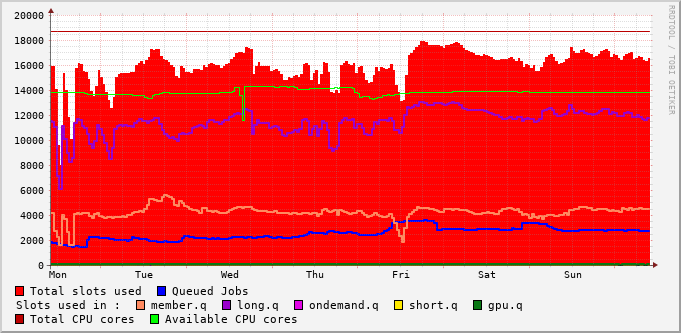 20000
18000
16000
14000
12000
10000
8000
6000
4000
2000
0
Mon Tue Wed Thu Fri Sat Sun
Total slots used Queued Jobs
Slots used in : member.q long.q ondemand.q short.q gpu.q
Total CPU cores Available CPU cores
RRDTOOL / TOBI OETIKER